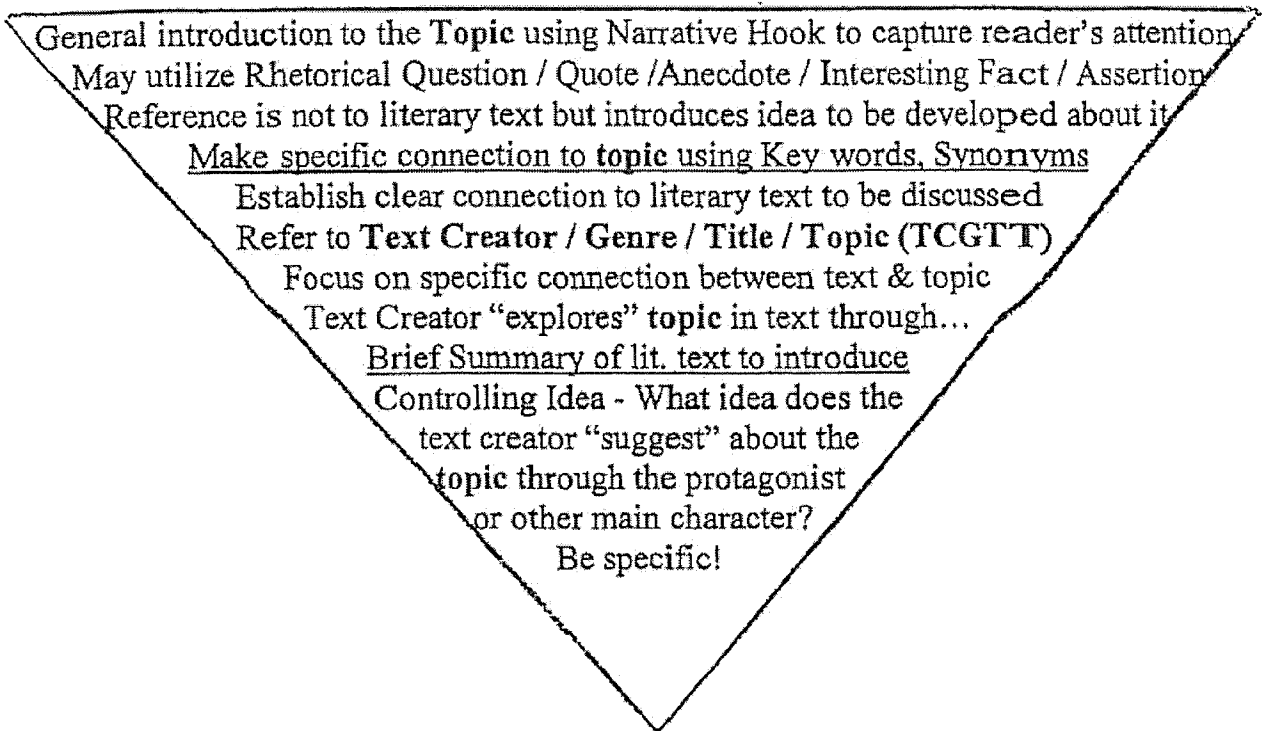 General introduction to the Topic using Narrative Hook to capture reader's attention
May utilize Rhetorical Question / Quote /Anecdote / Interesting Fact / Assertion
Reference is not to literary text but introduces idea to be developed about it
Make specific connection to topic using Key words, Synonyms
Establish clear connection to literary text to be discussed
Refer to Text Creator / Genre / Title / Topic (TCGTT)
Focus on specific connection between text & topic
Text Creator “explores” topic in text through...
Brief Summary of lit. text to introduce
Controlling Idea - What idea does the
text creator “suggest” about the
topic through the protagonist
or other main character?
Be specific!